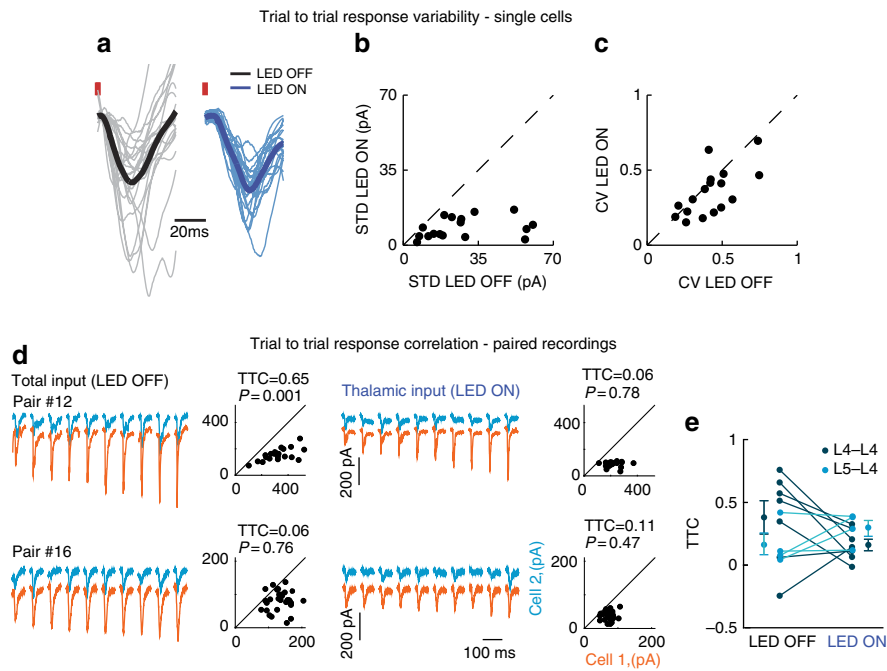 Trial to trial response variability - single cells
a
LED OFF
LED ON
20ms
b
STD LED ON (pA)
70
35
0
0
35
70
STD LED OFF (pA)
c
CV LED ON
1
0.5
0
0
0.5
1
CV LED OFF
Trial to trial response correlation - paired recordings
d
Total input (LED OFF)
Pair #12
TTC=0.65
P=0.001
400
0
0
400
Thalamic input (LED ON)
200 pA
TTC=0.06
P=0.78
400
0
0
400
Pair #16
TTC=0.06
P=0.76
200
0
0
100
200
200 pA
100 ms
TTC=0.11
P=0.47
Cell 2,(pA)
200
0
0
200
Cell 1,(pA)
e
L4–L4
L5–L4
TTC
1
0.5
0
–0.5
LED OFF
LED ON